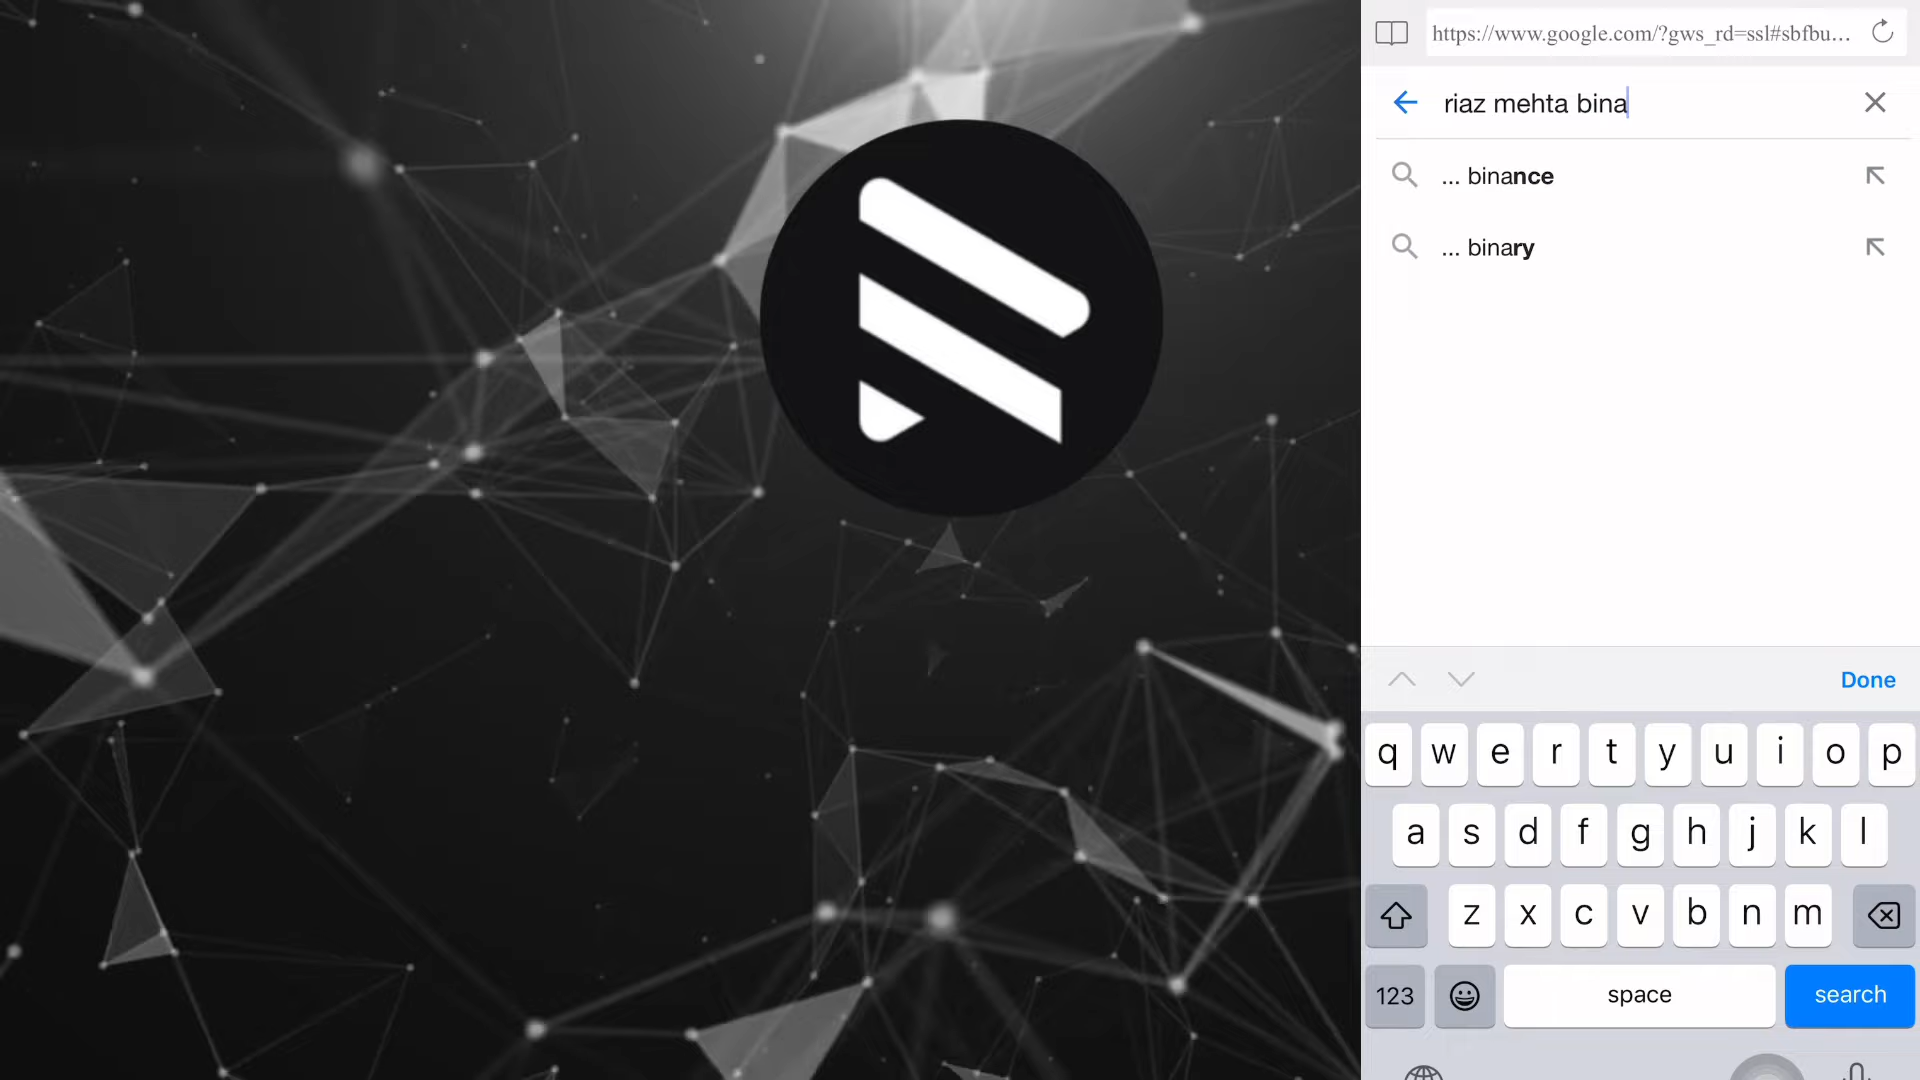 https://www.google.com/?gws_rd=ssl#sbfbu...
riaz mehta bina
... binance
... binary
Done
q w e r t y u i o p
a s d f g h j k l
z x c v b n m
123 space search